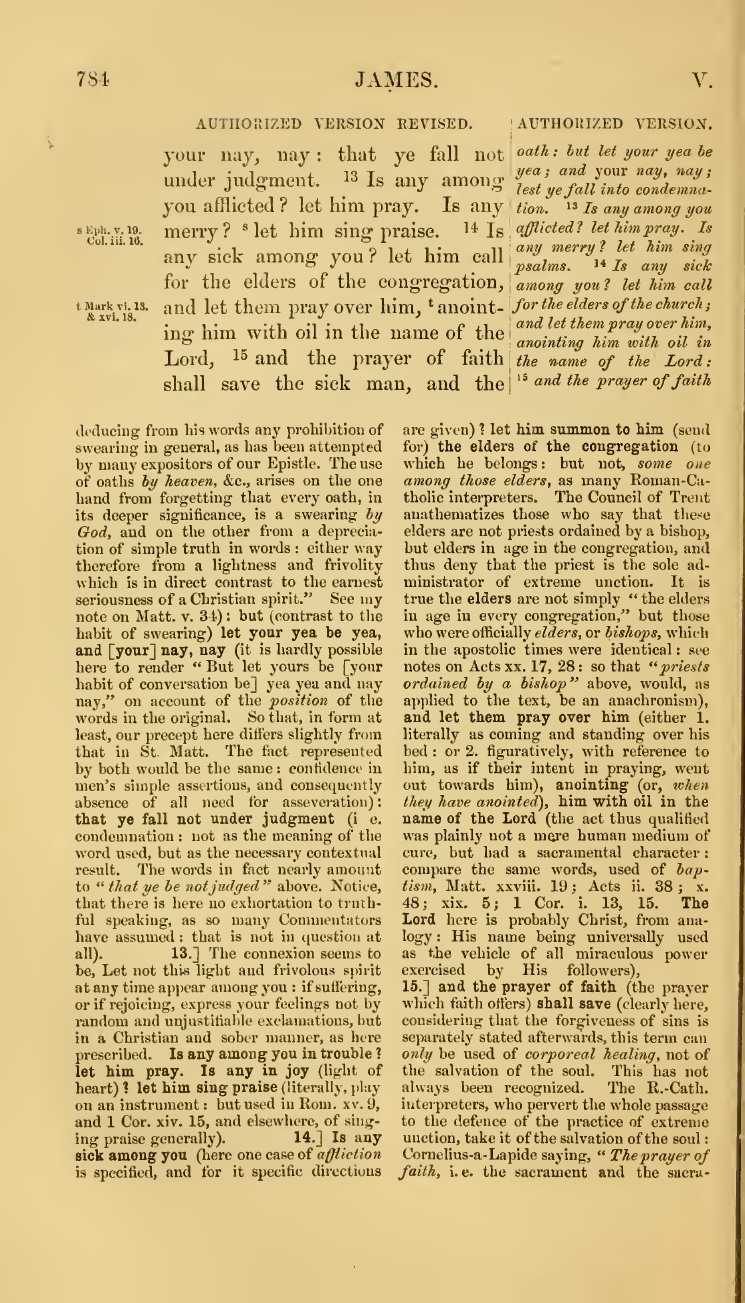 784 JAMES. V.
AUTHORIZED VERSION REVISED.
your nay, nay : that ye fall not
under judgment. 13 Is any among
you afflicted ? let him pray. Is any
s Eph. v. 19.
Col. iii. 16.
merry ? s let him sing praise. 14 Is
any sick among you ? let him call
for the elders of the congregation,
t Mark vi. 13.
& xvi. 18.
and let them pray over him, t anoint-
ing him with oil in the name of the
Lord, 15 and the prayer of faith
shall save the sick man, and the
AUTHORIZED VERSION.
oath : but let your yea be
yea ; and your nay, nay ;
lest ye fall into condemna-
tion. 13 Is any among you
afflicted ? let him pray. Is
any merry ? let him sing
psalms. 14 Is any sick
among you ? let him call
for the elders of the church ;
and let them pray over him,
anointing him with oil in
the name of the Lord :
15 and the prayer of faith
deducing from his words any prohibition of
swearing in general, as has been attempted
by many expositors of our Epistle. The use
of oaths by heaven, &c., arises on the one
hand from forgetting that every oath, in
its deeper significance, is a swearing by
God, and on the other from a deprecia-
tion of simple truth in words : either way
therefore from a lightness and frivolity
which is in direct contrast to the earnest
seriousness of a Christian spirit." See my
note on Matt. v. 34) : but (contrast to the
habit of swearing) let your yea be yea,
and [your] nay, nay (it is hardly possible
here to render " But let yours be [your
habit of conversation be] yea yea and nay
nay," on account of the position of the
words in the original. So that, in form at
least, our precept here differs slightly from
that in St. Matt. The fact represented
by both would be the same : confidence in
men's simple assertions, and consequently
absence of all need for asseveration) :
that ye fall not under judgment (i e.
condemnation : not as the meaning of the
word used, but as the necessary contextual
result. The words in fact nearly amount
to " that ye be not judged " above. Notice,
that there is here no exhortation to truth-
ful speaking, as so many Commentators
have assumed : that is not in question at
all). 13.] The connexion seems to
be, Let not this light and frivolous spirit
at any time appear among you : if suffering,
or if rejoicing, express your feelings not by
random and unjustifiable exclamations, but
in a Christian and sober manner, as here
prescribed. Is any among you in trouble ?
let him pray. Is any in joy (light of
heart) ? let him sing praise (literally, play
on an instrument : but used in Rom. xv. 9,
and 1 Cor. xiv. 15, and elsewhere, of sing-
ing praise generally). 14.] Is any
sick among you (here one case of affliction
is specified, and for it specific directions
are given) ? let him summon to him (send
for) the elders of the congregation (to
which he belongs : but not, some one
among those elders, as many Roman-Ca-
tholic interpreters. The Council of Trent
anathematizes those who say that these
elders are not priests ordained by a bishop,
but elders in age in the congregation, and
thus deny that the priest is the sole ad-
ministrator of extreme unction. It is
true the elders are not simply " the elders
in age in every congregation," but those
who were officially elders, or bishops, which
in the apostolic times were identical : see
notes on Acts xx. 17, 28 : so that " priests
ordained by a bishop " above, would, as
applied to the text, be an anachronism),
and let them pray over him (either 1.
literally as coming and standing over his
bed : or 2. figuratively, with reference to
him, as if their intent in praying, went
out towards him), anointing (or, when
they have anointed), him with oil in the
name of the Lord (the act thus qualified
was plainly not a mere human medium of
cure, but had a sacramental character :
compare the same words, used of bap-
tism, Matt. xxviii. 19 ; Acts ii. 38 ; x.
48 ; xix. 5 ; 1 Cor. i. 13, 15. The
Lord here is probably Christ, from ana-
logy : His name being universally used
as the vehicle of all miraculous power
exercised by His followers),
15.] and the prayer of faith (the prayer
which faith offers) shall save (clearly here,
considering that the forgiveness of sins is
separately stated afterwards, this term can
only be used of corporeal healing, not of
the salvation of the soul. This has not
always been recognized. The R.-Cath.
interpreters, who pervert the whole passage
to the defence of the practice of extreme
unction, take it of the salvation of the soul :
Cornelius-a-Lapide saying, " The prayer of
faith, i. e. the sacrament and the sacra-